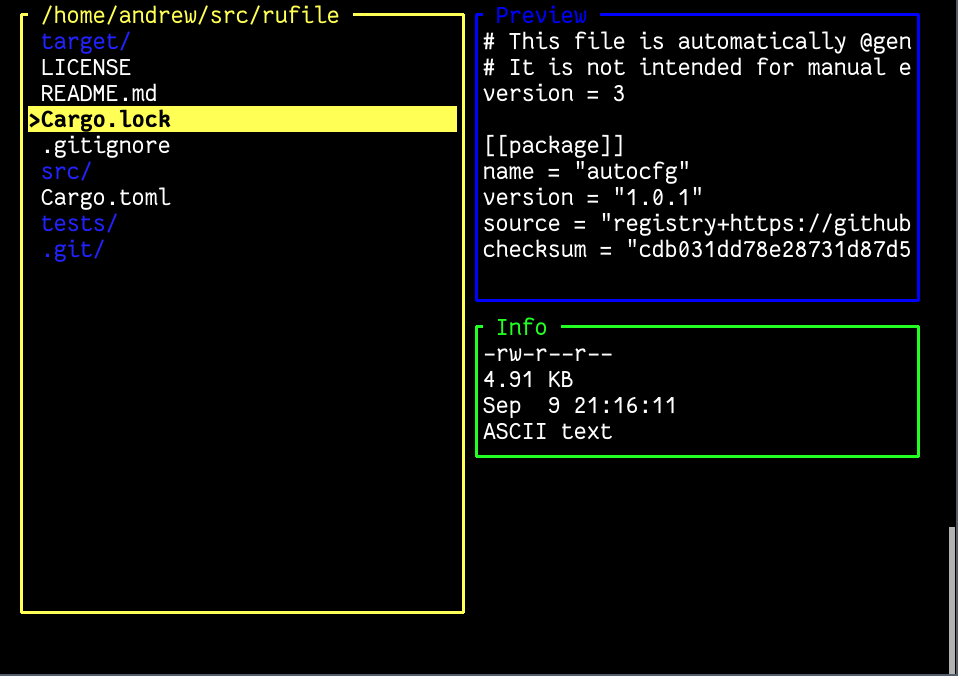 /home/andrew/src/rufile
target/
LICENSE
README.md
>Cargo.lock
.gitignore
src/
Cargo.toml
tests/
.git/
Preview
# This file is automatically @gen
# It is not intended for manual e
version = 3
[[package]]
name = "autocfg"
version = "1.0.1"
source = "registry+https://github
checksum = "cdb031dd78e28731d87d5
Info
-rw-r--r--
4.91 KB
Sep  9 21:16:11
ASCII text